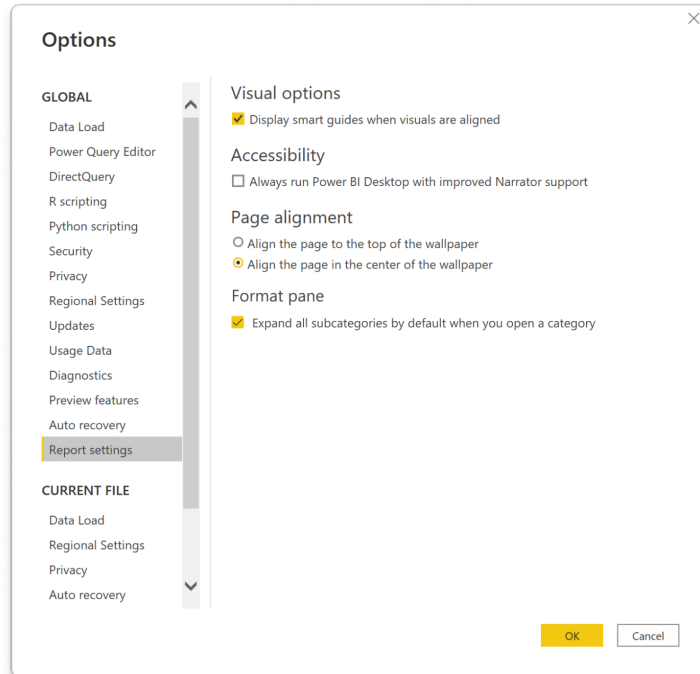 Options
GLOBAL
Data Load
Power Query Editor
DirectQuery
R scripting
Python scripting
Security
Privacy
Regional Settings
Updates
Usage Data
Diagnostics
Preview features
Auto recovery
Report settings
CURRENT FILE
Data Load
Regional Settings
Privacy
Auto recovery
Visual options
Display smart guides when visuals are aligned
Accessibility
Always run Power BI Desktop with improved Narrator support
Page alignment
Align the page to the top of the wallpaper
Align the page in the center of the wallpaper
Format pane
Expand all subcategories by default when you open a category
OK
Cancel